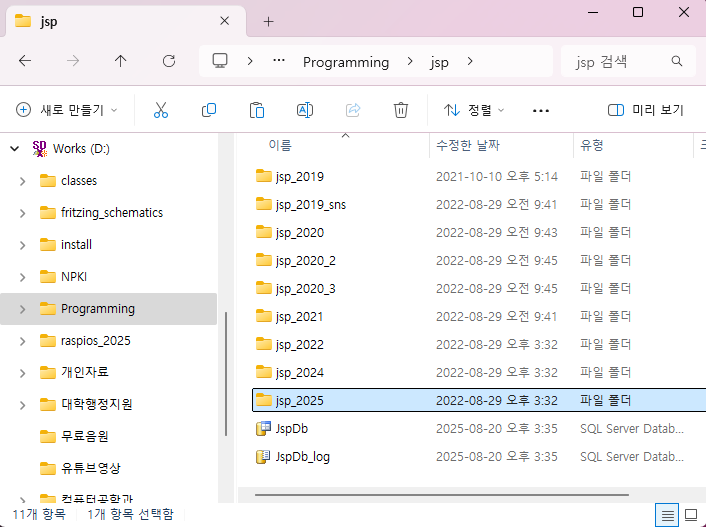 jsp
Programming
jsp
jsp 검색
새로 만들기
정렬
미리 보기
Works (D:)
classes
fritzing_schematics
install
NPKI
Programming
raspios_2025
개인자료
대학행정지원
무료음원
유튜브영상
컴퓨터공학과
이름 수정한 날짜 유형
jsp_2019 2021-10-10 오후 5:14 파일 폴더
jsp_2019_sns 2022-08-29 오전 9:41 파일 폴더
jsp_2020 2022-08-29 오전 9:43 파일 폴더
jsp_2020_2 2022-08-29 오전 9:45 파일 폴더
jsp_2020_3 2022-08-29 오전 9:45 파일 폴더
jsp_2021 2022-08-29 오전 9:41 파일 폴더
jsp_2022 2022-08-29 오후 3:32 파일 폴더
jsp_2024 2022-08-29 오후 3:32 파일 폴더
jsp_2025 2022-08-29 오후 3:32 파일 폴더
JspDb 2025-08-20 오후 3:35 SQL Server Datab...
JspDb_log 2025-08-20 오후 3:35 SQL Server Datab...
11개 항목 1개 항목 선택함